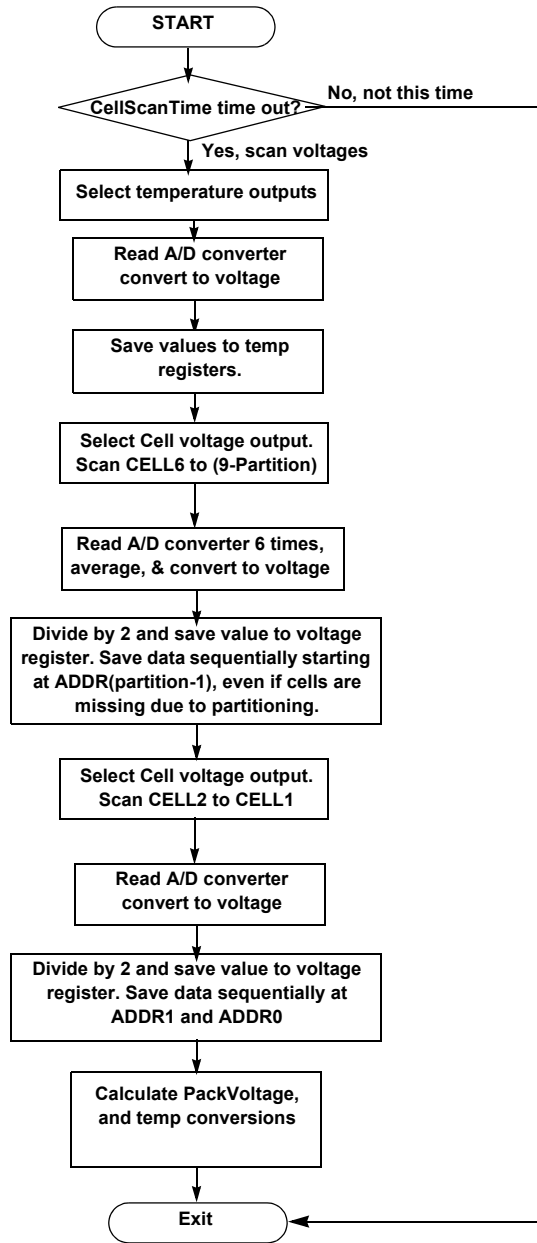 START
CellScanTime time out?
No, not this time
Yes, scan voltages
Select temperature outputs
Read A/D converter
convert to voltage
Save values to temp
registers.
Select Cell voltage output.
Scan CELL6 to (9-Partition)
Read A/D converter 6 times,
average, & convert to voltage
Divide by 2 and save value to voltage
register. Save data sequentially starting
at ADDR(partition-1), even if cells are
missing due to partitioning.
Select Cell voltage output.
Scan CELL2 to CELL1
Read A/D converter
convert to voltage
Divide by 2 and save value to voltage
register. Save data sequentially at
ADDR1 and ADDR0
Calculate PackVoltage,
and temp conversions
Exit